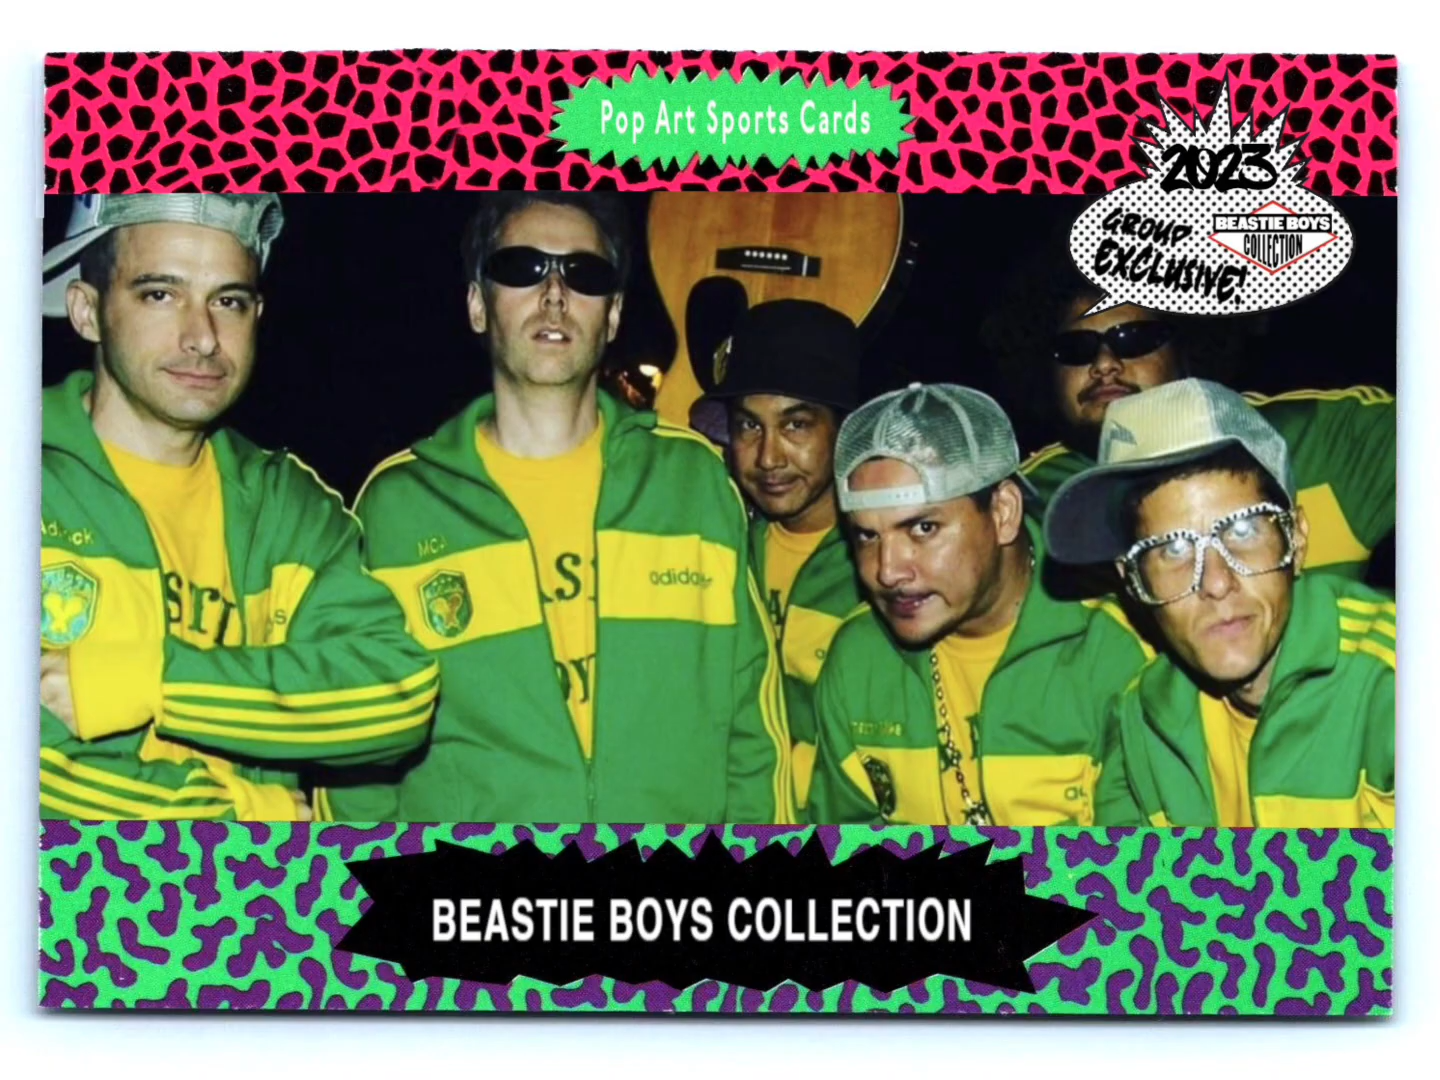 Pop Art Sports Cards
2023
GROUP
EXCLUSIVE!
BEASTIE BOYS
COLLECTION
MCA
adidas
BEASTIE BOYS COLLECTION